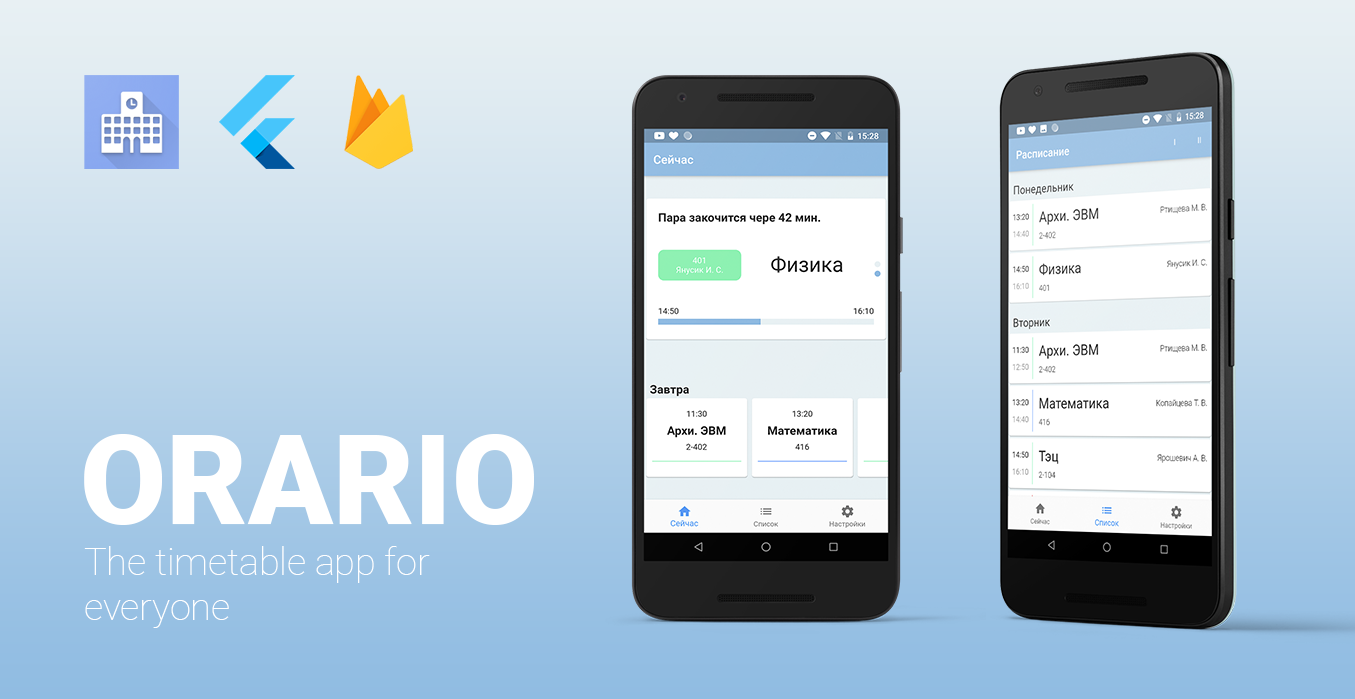 ORARIO
The timetable app for
everyone
15:28
Сейчас
Пара закочится чере 42 мин.
401
Янусик И. С.
Физика
14:50 16:10
Завтра
11:30
Архи. ЭВМ
2-402
13:20
Математика
416
Сейчас Список Настройки
15:28
Расписание I II
Понедельник
13:20 Архи. ЭВМ Ртищева М. В.
14:40 2-402
14:50 Физика Янусик И. С.
16:10 401
Вторник
11:30 Архи. ЭВМ Ртищева М. В.
12:50 2-402
13:20 Математика Копайцева Т. В.
14:40 416
14:50 Тэц Ярошевич А. В.
16:10 2-104
Сейчас Список Настройки